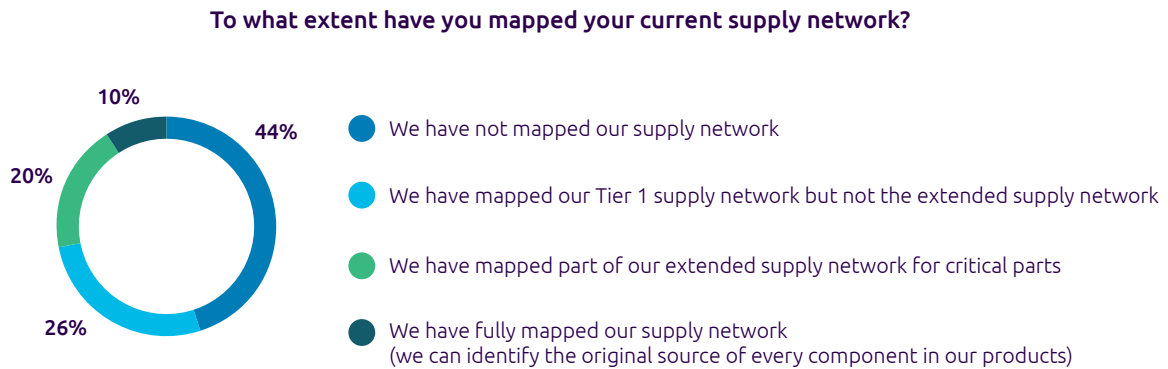 To what extent have you mapped your current supply network?
10%
44%
20%
26%
We have not mapped our supply network
We have mapped our Tier 1 supply network but not the extended supply network
We have mapped part of our extended supply network for critical parts
We have fully mapped our supply network
(we can identify the original source of every component in our products)